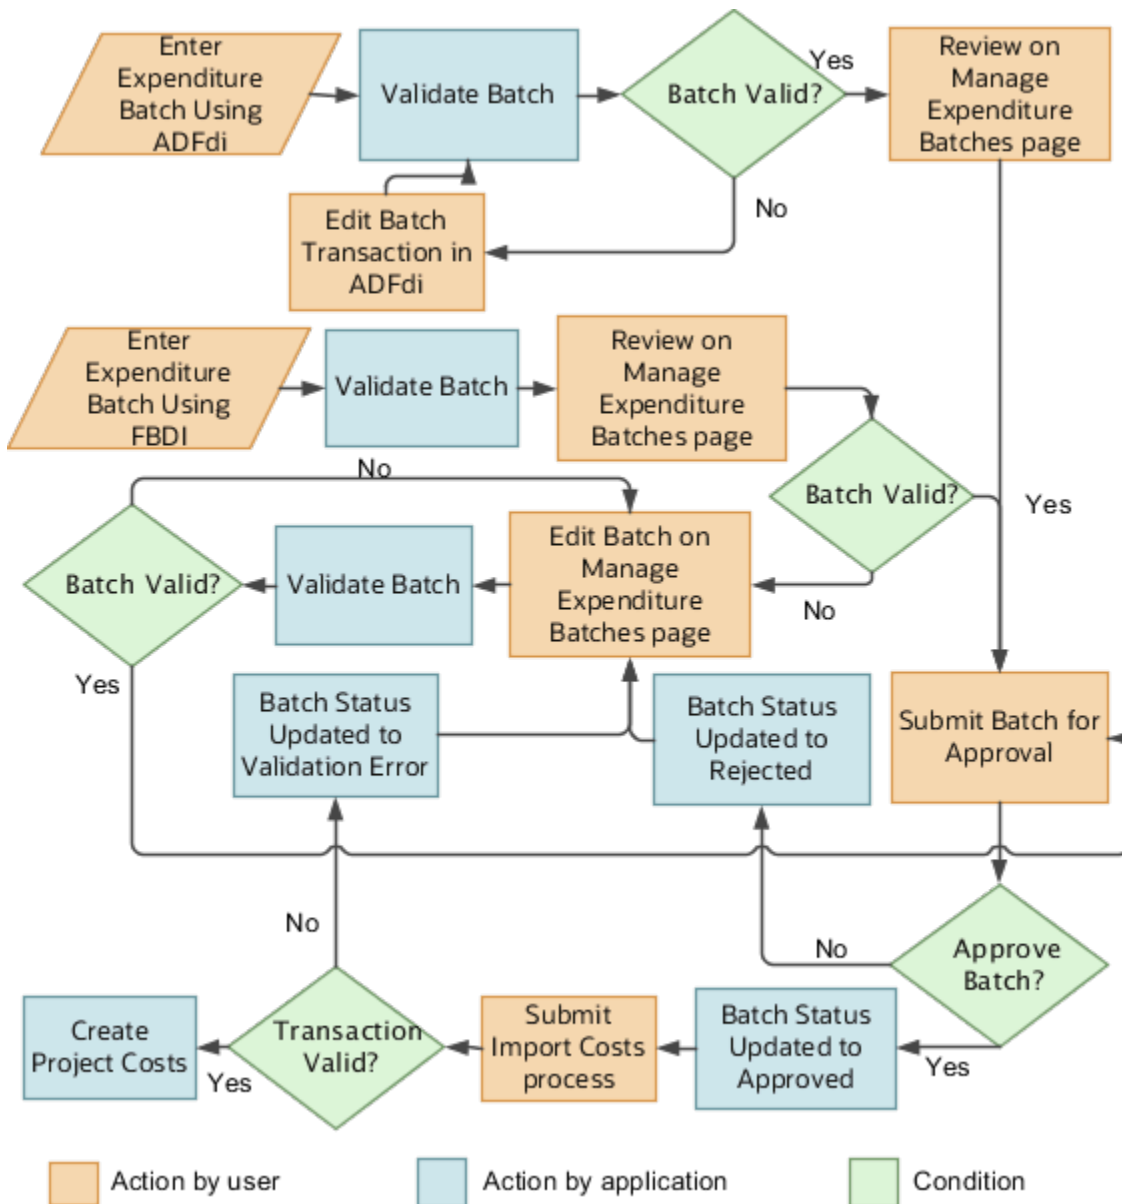 Enter
Expenditure
Batch Using
ADFdi
Validate Batch
Batch Valid?
Yes
Review on
Manage
Expenditure
Batches page
No
Edit Batch
Transaction in
ADFdi
Enter
Expenditure
Batch Using
FBDI
Validate Batch
Review on
Manage
Expenditure
Batches page
Batch Valid?
Yes
No
No
Batch Valid?
Validate Batch
Edit Batch on
Manage
Expenditure
Batches page
Yes
Batch Status
Updated to
Validation Error
Batch Status
Updated to
Rejected
Submit Batch for
Approval
No
No
Approve
Batch?
Create
Project Costs
Yes
Transaction
Valid?
Submit
Import Costs
process
Batch Status
Updated to
Approved
Yes
Action by user
Action by application
Condition